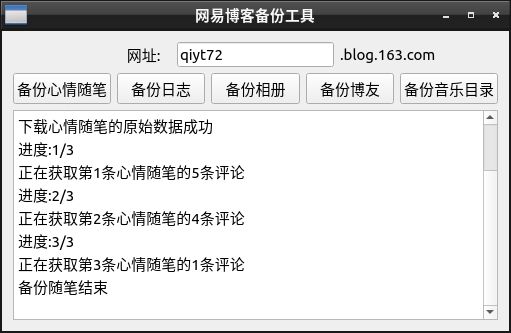 网易博客备份工具
网址: qiyt72 .blog.163.com
备份心情随笔 备份日志 备份相册 备份博友 备份音乐目录
下载心情随笔的原始数据成功
进度:1/3
正在获取第1条心情随笔的5条评论
进度:2/3
正在获取第2条心情随笔的4条评论
进度:3/3
正在获取第3条心情随笔的1条评论
备份随笔结束